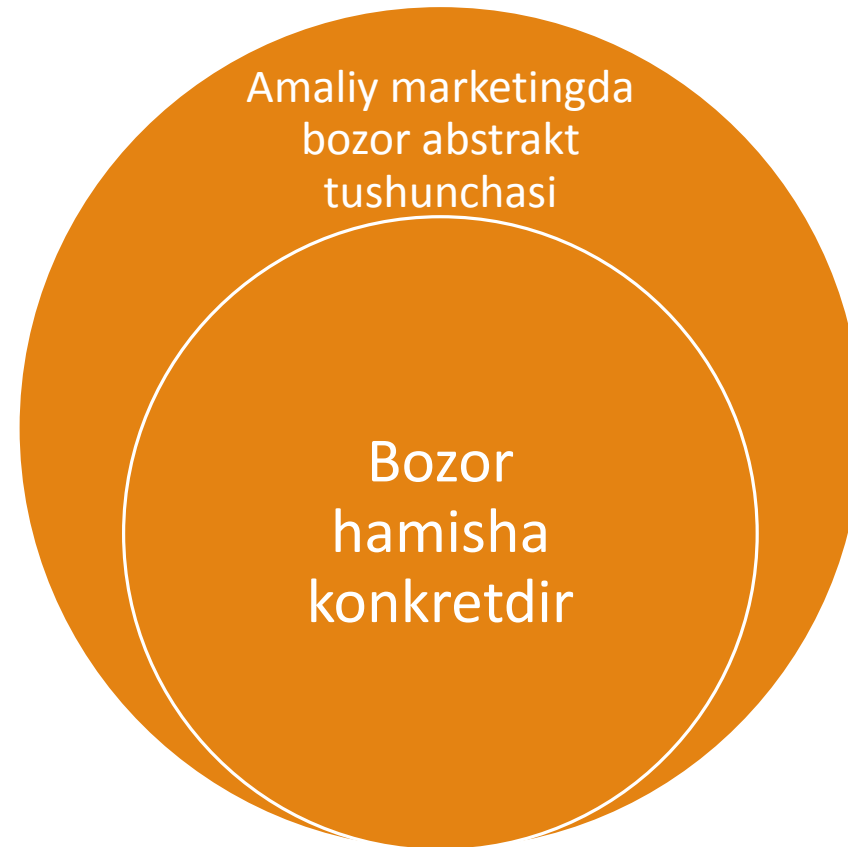 Amaliy marketingda
bozor abstrakt
tushunchasi
Bozor
hamisha
konkretdir